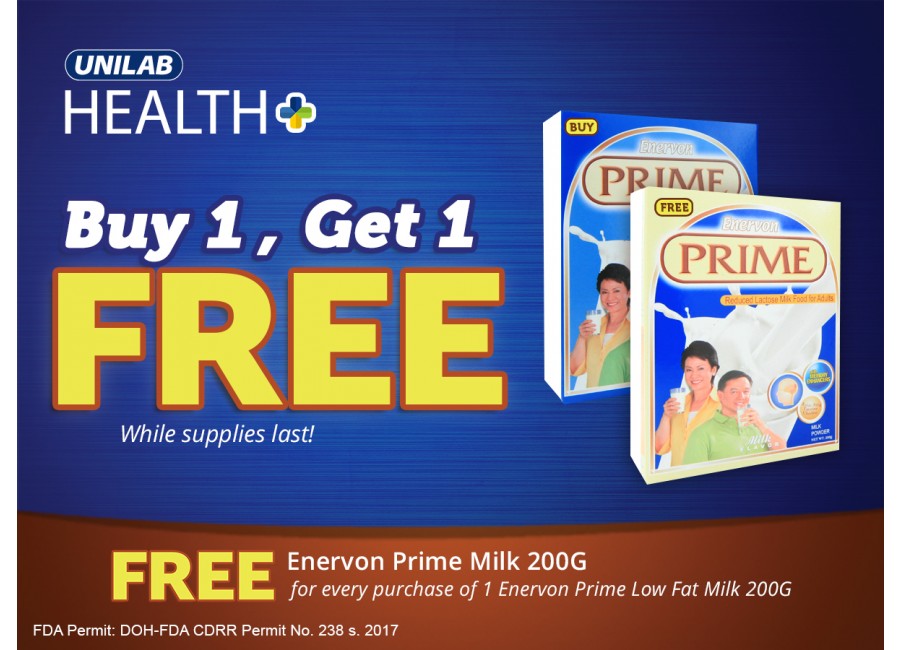 UNILAB
HEALTH
Buy 1, Get 1
FREE
While supplies last!
BUY
Enervon
PRIME
FREE
Enervon
PRIME
Reduced Lactose Milk Food for Adults
MILK
POWDER
FREE
Enervon Prime Milk 200G
for every purchase of 1 Enervon Prime Low Fat Milk 200G
FDA Permit: DOH-FDA CDRR Permit No. 238 s. 2017